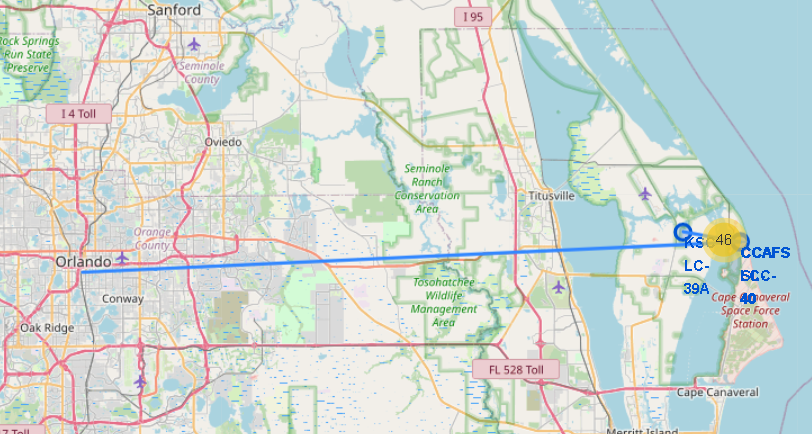 Sanford
I 95
Rock Springs
Run State
Preserve
Seminole
County
I 4 Toll
Oviedo
Seminole
Ranch
Conservation
Area
Titusville
Orange
County
Orlando
KSC
LC-
39A
46
CCAFS
40
Conway
Tosohatchee
Wildlife
Management
Area
Cape Canaveral
Space Force
Station
Oak Ridge
FL 528 Toll
Cape Canaveral
7 Toll
Merritt Island